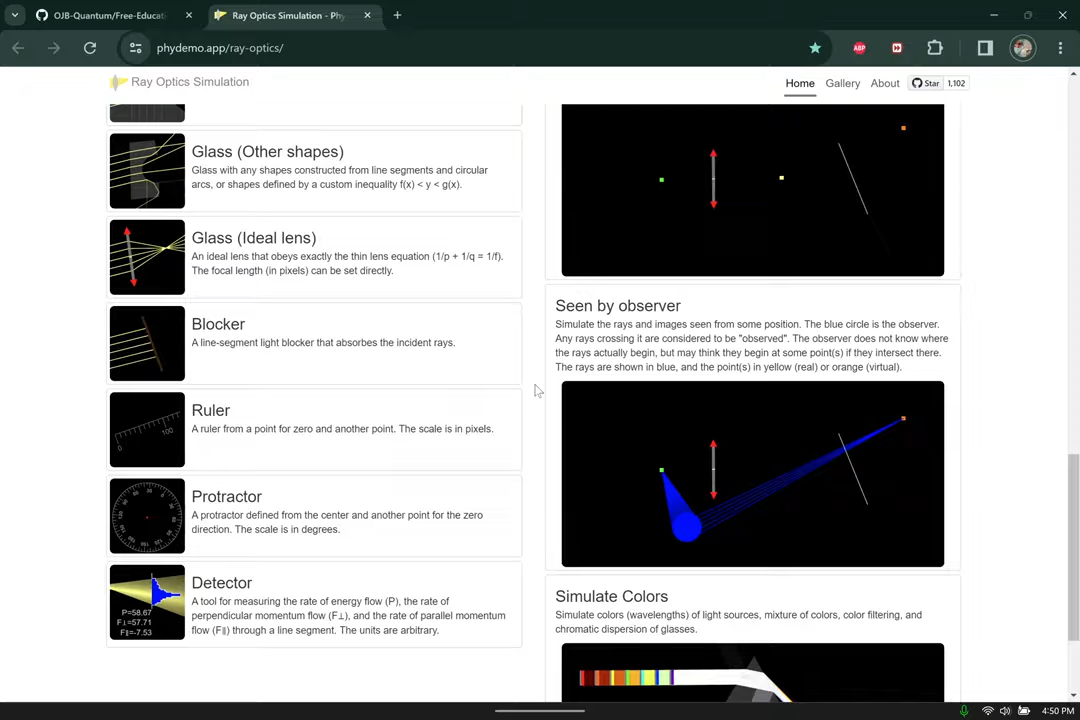 OJB-Quantum/Free-Educati
Ray Optics Simulation - Phy
phydemo.app/ray-optics/
ABP
Ray Optics Simulation
Home
Gallery
About
Star
1,102
Glass (Other shapes)
Glass with any shapes constructed from line segments and circular
arcs, or shapes defined by a custom inequality f(x) < y < g(x).
Glass (Ideal lens)
An ideal lens that obeys exactly the thin lens equation (1/p + 1/q = 1/f).
The focal length (in pixels) can be set directly.
Blocker
A line-segment light blocker that absorbes the incident rays.
0
100
Ruler
A ruler from a point for zero and another point. The scale is in pixels.
Protractor
A protractor defined from the center and another point for the zero
direction. The scale is in degrees.
P=58.67
F⊥=57.71
F∥=-7.53
Detector
A tool for measuring the rate of energy flow (P), the rate of
perpendicular momentum flow (F⊥), and the rate of parallel momentum
flow (F∥) through a line segment. The units are arbitrary.
Seen by observer
Simulate the rays and images seen from some position. The blue circle is the observer.
Any rays crossing it are considered to be "observed". The observer does not know where
the rays actually begin, but may think they begin at some point(s) if they intersect there.
The rays are shown in blue, and the point(s) in yellow (real) or orange (virtual).
Simulate Colors
Simulate colors (wavelengths) of light sources, mixture of colors, color filtering, and
chromatic dispersion of glasses.
4:50 PM